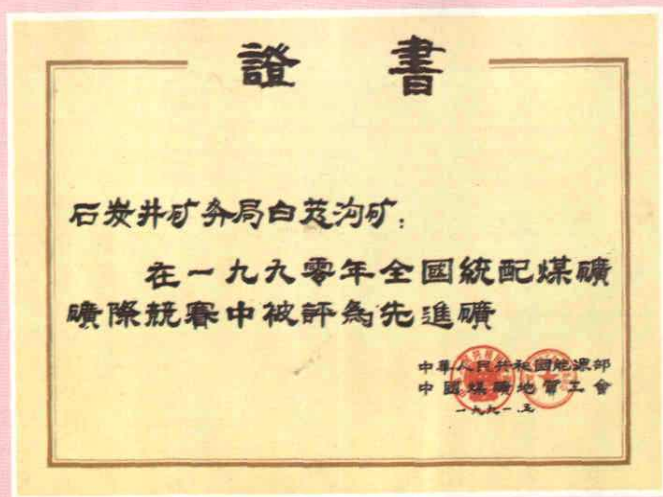 證書
石炭井矿务局白芨沟矿：
在一九九零年全國統配煤礦
礦際競賽中被評為先進礦
中華人民共和國能源部
中國煤礦地質工會
一九九一.五